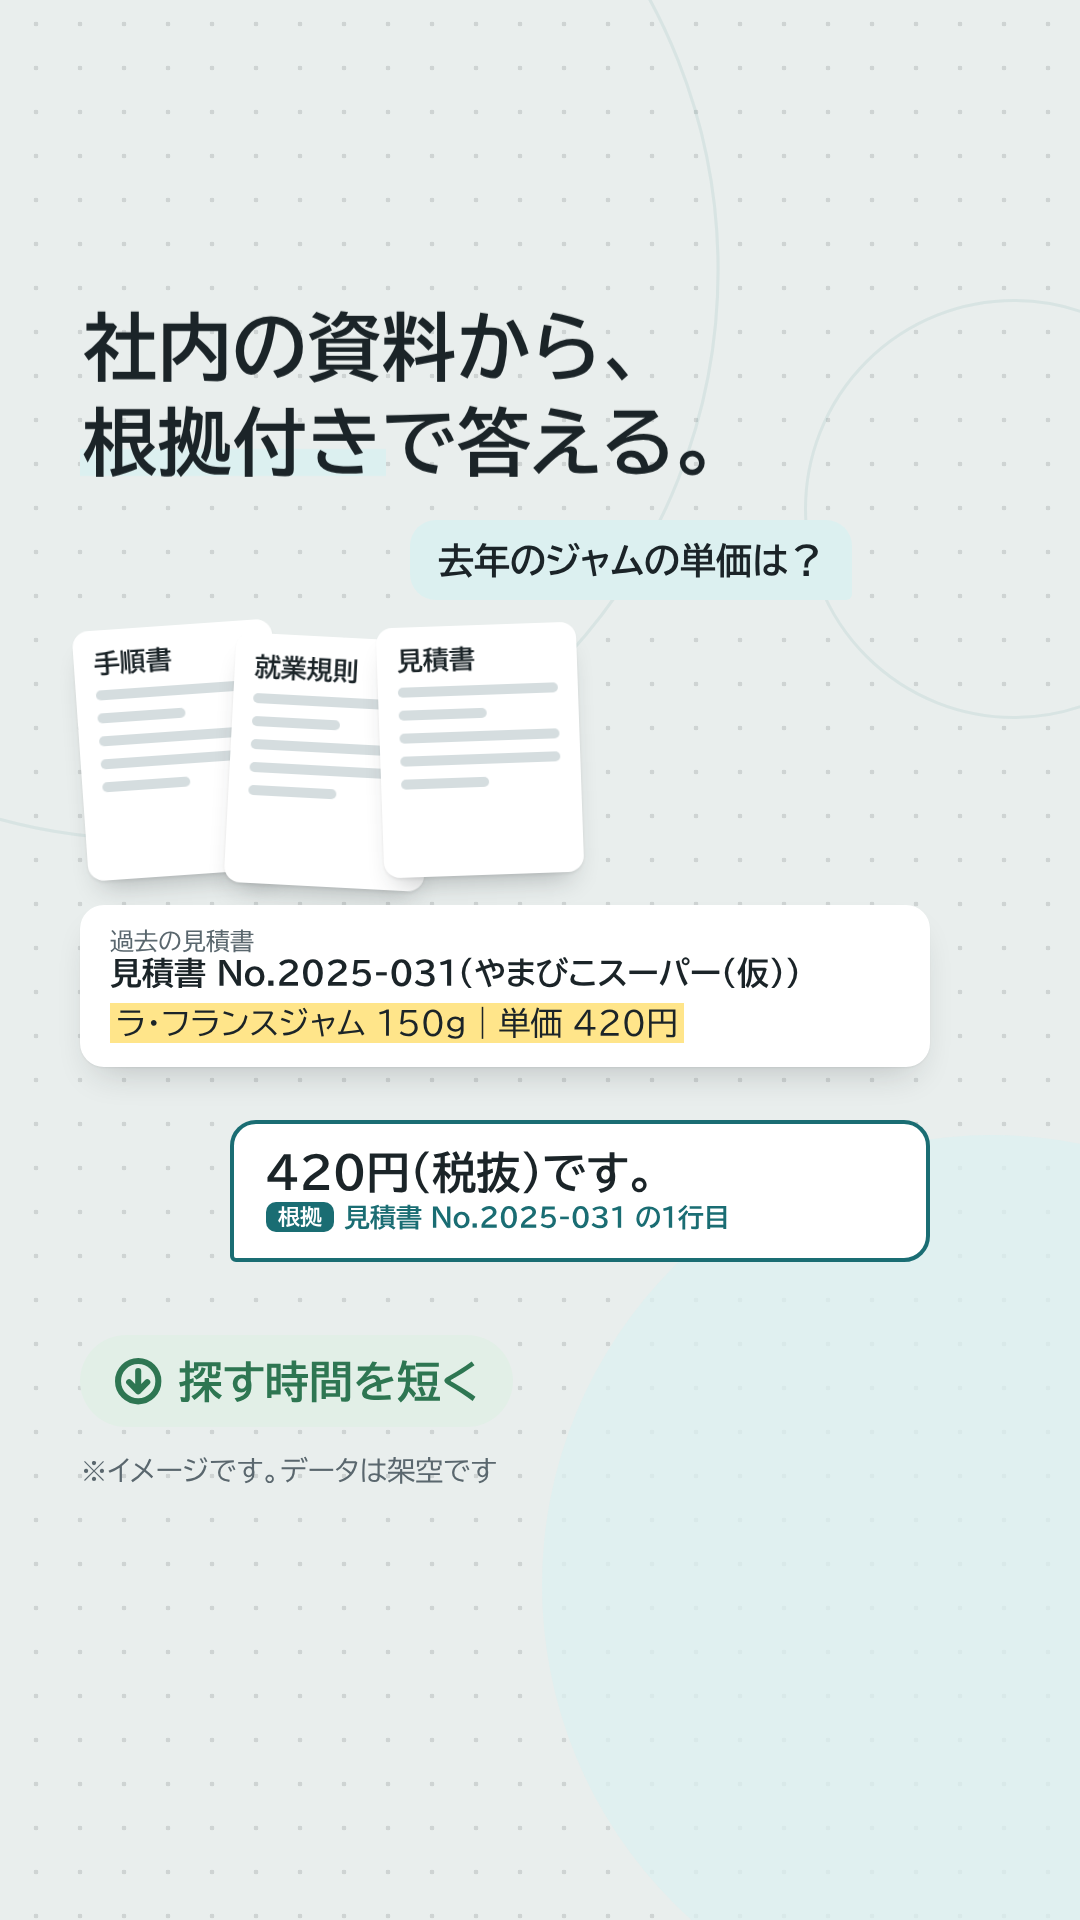 社内の資料から、
根拠付きで答える。
去年のジャムの単価は？
手順書
就業規則
見積書
過去の見積書
見積書 No.2025-031（やまびこスーパー（仮））
ラ・フランスジャム 150g｜単価 420円
420円（税抜）です。
根拠 見積書 No.2025-031 の1行目
探す時間を短く
※イメージです。データは架空です